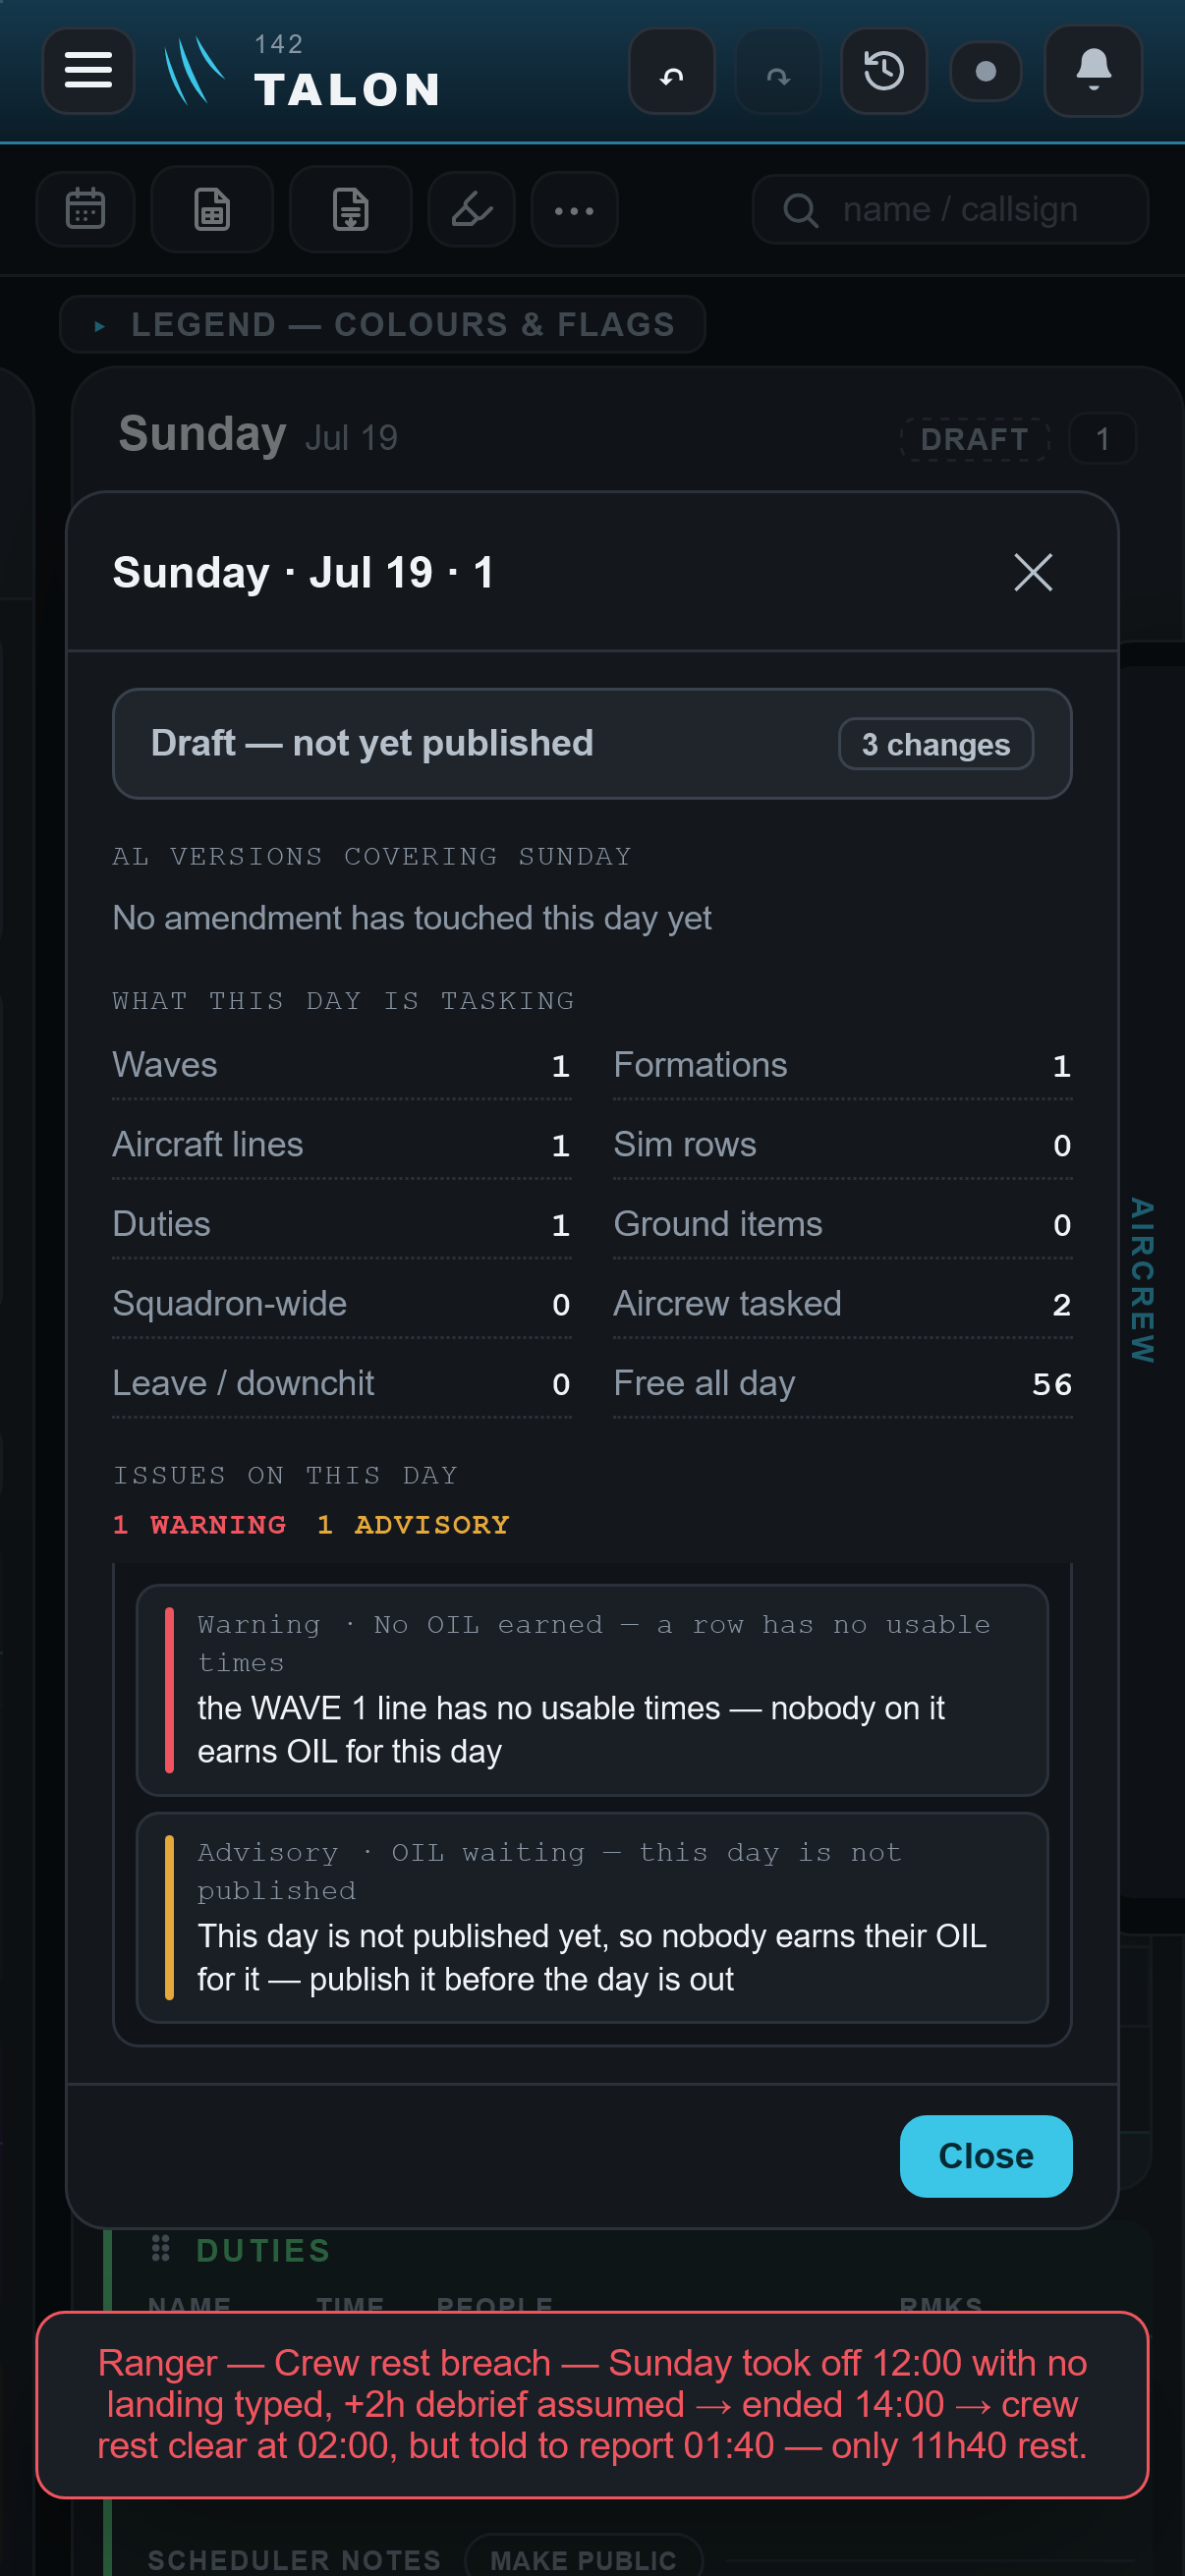 142
TALON
name / callsign
▸ LEGEND — COLOURS & FLAGS
Sunday Jul 19
DRAFT
1
Sunday · Jul 19 · 1
Draft — not yet published
3 changes
AL VERSIONS COVERING SUNDAY
No amendment has touched this day yet
WHAT THIS DAY IS TASKING
Waves 1
Formations 1
Aircraft lines 1
Sim rows 0
Duties 1
Ground items 0
Squadron-wide 0
Aircrew tasked 2
Leave / downchit 0
Free all day 56
AIRCREW
ISSUES ON THIS DAY
1 WARNING 1 ADVISORY
Warning · No OIL earned — a row has no usable
times
the WAVE 1 line has no usable times — nobody on it
earns OIL for this day
Advisory · OIL waiting — this day is not
published
This day is not published yet, so nobody earns their OIL
for it — publish it before the day is out
Close
DUTIES
NAME TIME PEOPLE RMKS
Ranger — Crew rest breach — Sunday took off 12:00 with no
landing typed, +2h debrief assumed → ended 14:00 → crew
rest clear at 02:00, but told to report 01:40 — only 11h40 rest.
SCHEDULER NOTES MAKE PUBLIC